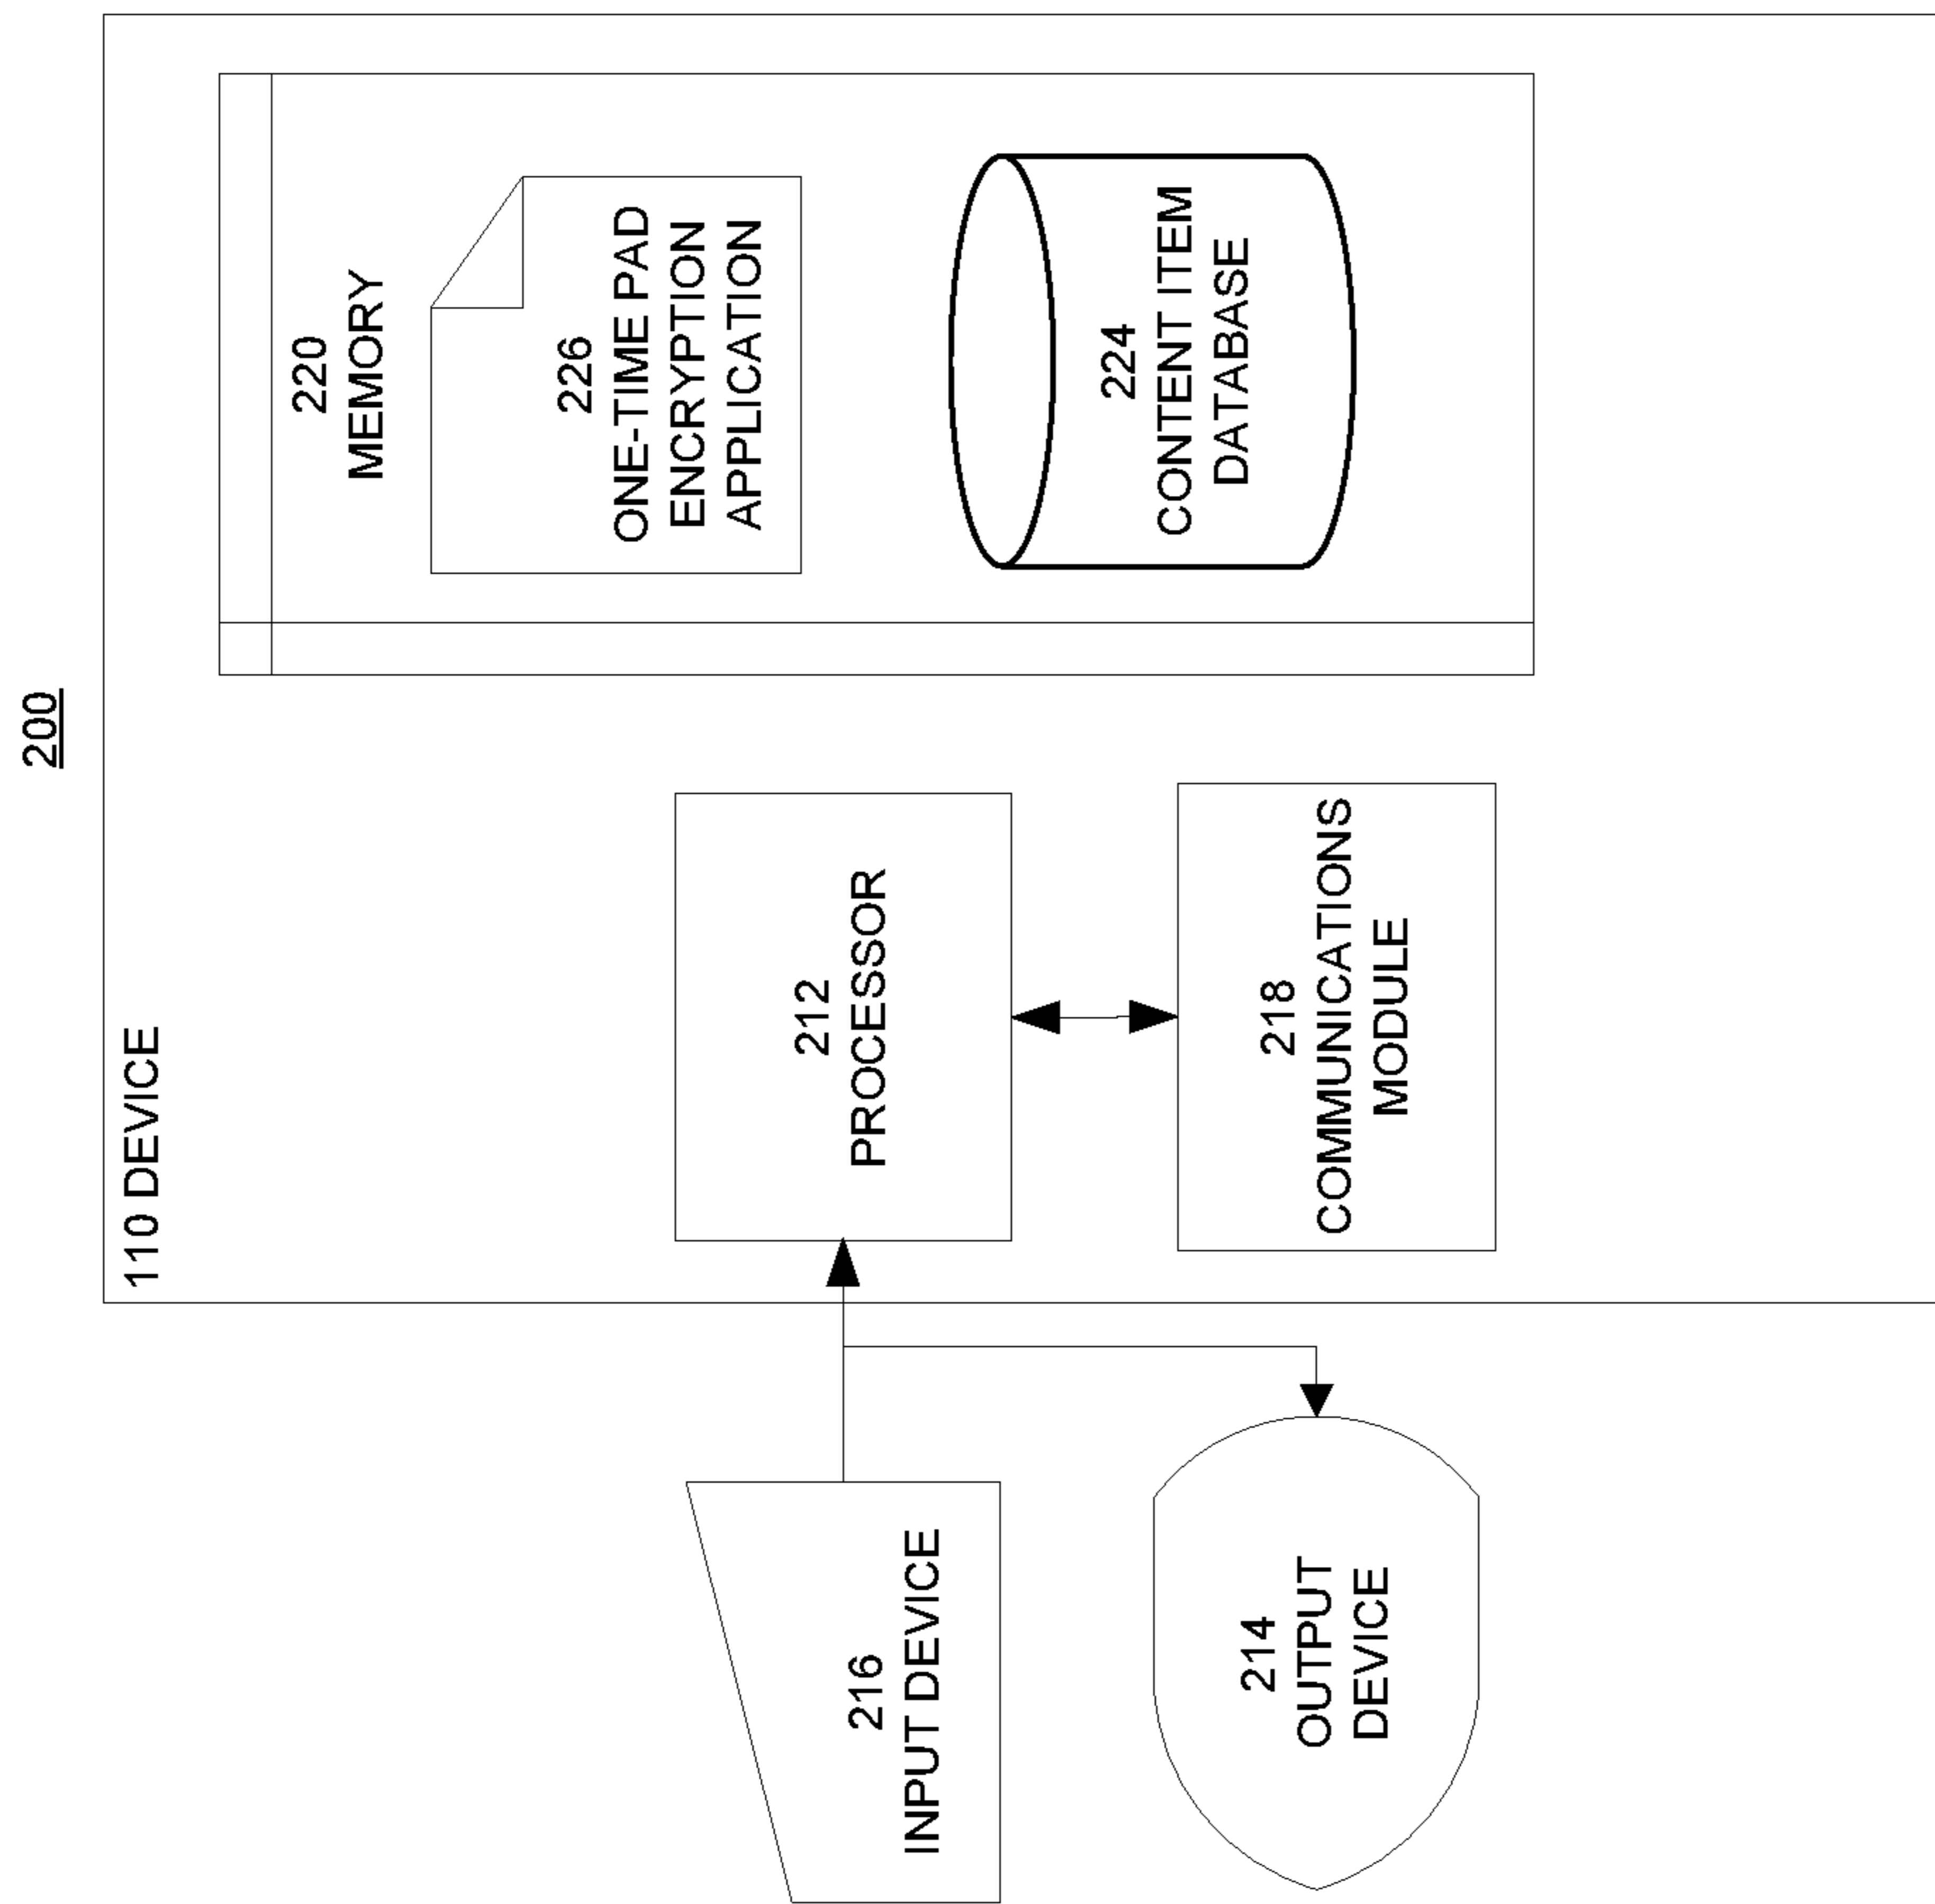 200
110 DEVICE
220
MEMORY
226
ONE-TIME PAD
ENCRYPTION
APPLICATION
224
CONTENT ITEM
DATABASE
212
PROCESSOR
218
COMMUNICATIONS
MODULE
216
INPUT DEVICE
214
OUTPUT
DEVICE